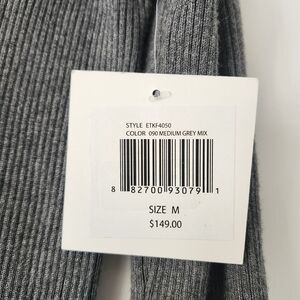 STYLE ETKF4050
COLOR 090 MEDIUM GREY MIX
8 82700 93079 1
SIZE M
$149.00